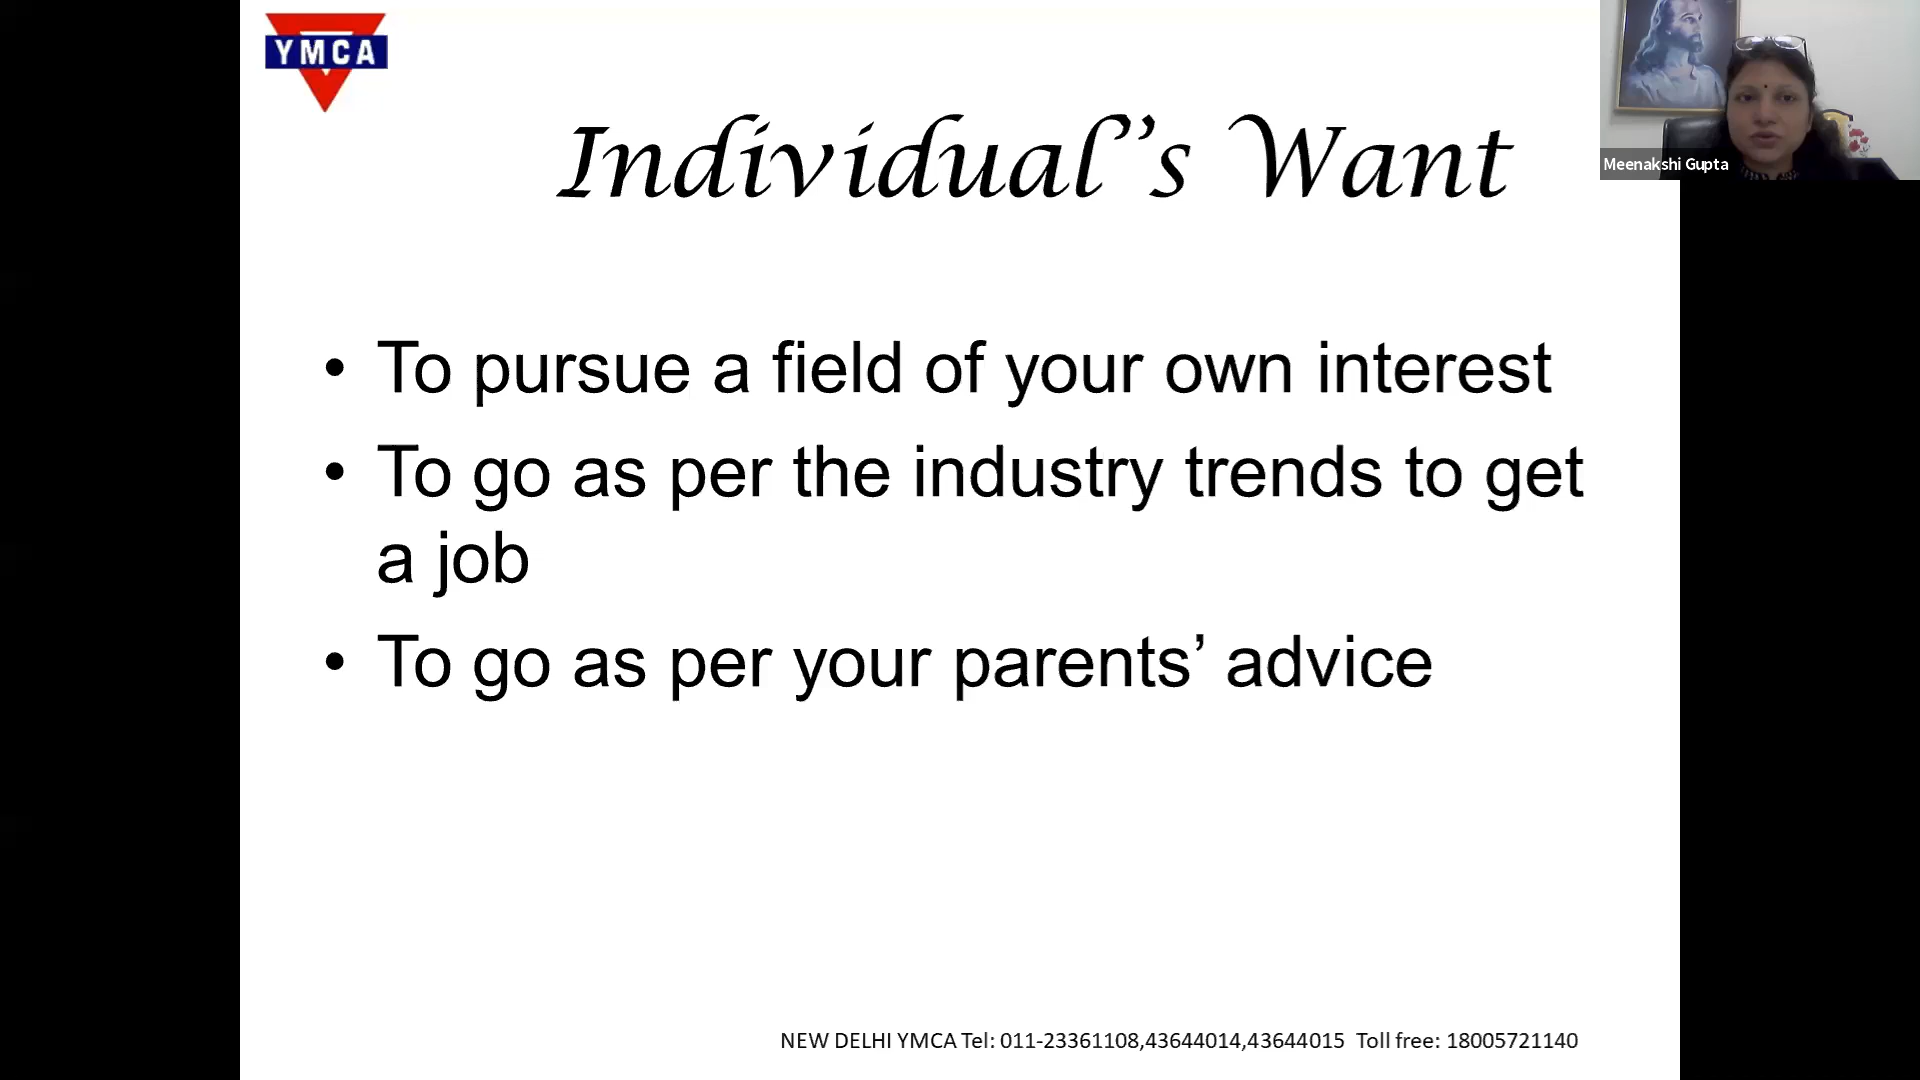 YMCA
Individual’’s Want
Meenakshi Gupta
• To pursue a field of your own interest
• To go as per the industry trends to get
a job
• To go as per your parents’ advice
NEW DELHI YMCA Tel: 011-23361108,43644014,43644015 Toll free: 18005721140